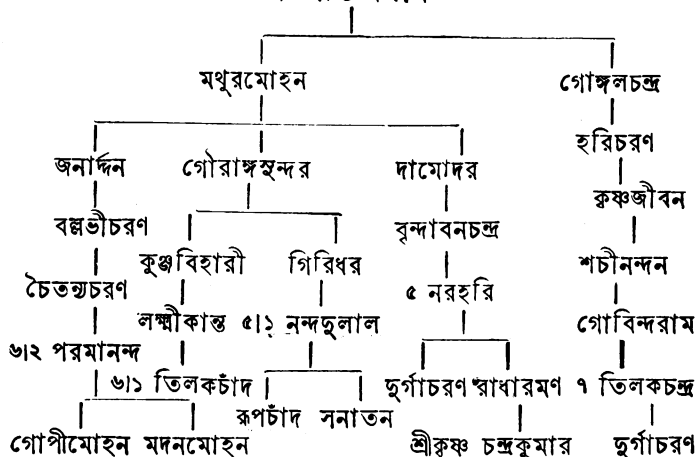 মথুরমোহন গোঙ্গলচন্দ্র
হরিচরণ
জনার্দ্দন গৌরাঙ্গসুন্দর দামোদর
কৃষ্ণজীবন
বল্লভীচরণ বৃন্দাবনচন্দ্র
কুঞ্জবিহারী গিরিধর শচীনন্দন
চৈতন্যচরণ ৫ নরহরি
লক্ষ্মীকান্ত ৫।১ নন্দদুলাল গোবিন্দরাম
৬।২ পরমানন্দ
৬।১ তিলকচাঁদ দুর্গাচরণ রাধারমণ ৭ তিলকচন্দ্র
রূপচাঁদ সনাতন
গোপীমোহন মদনমোহন শ্রীকৃষ্ণ চন্দ্রকুমার দুর্গাচরণ